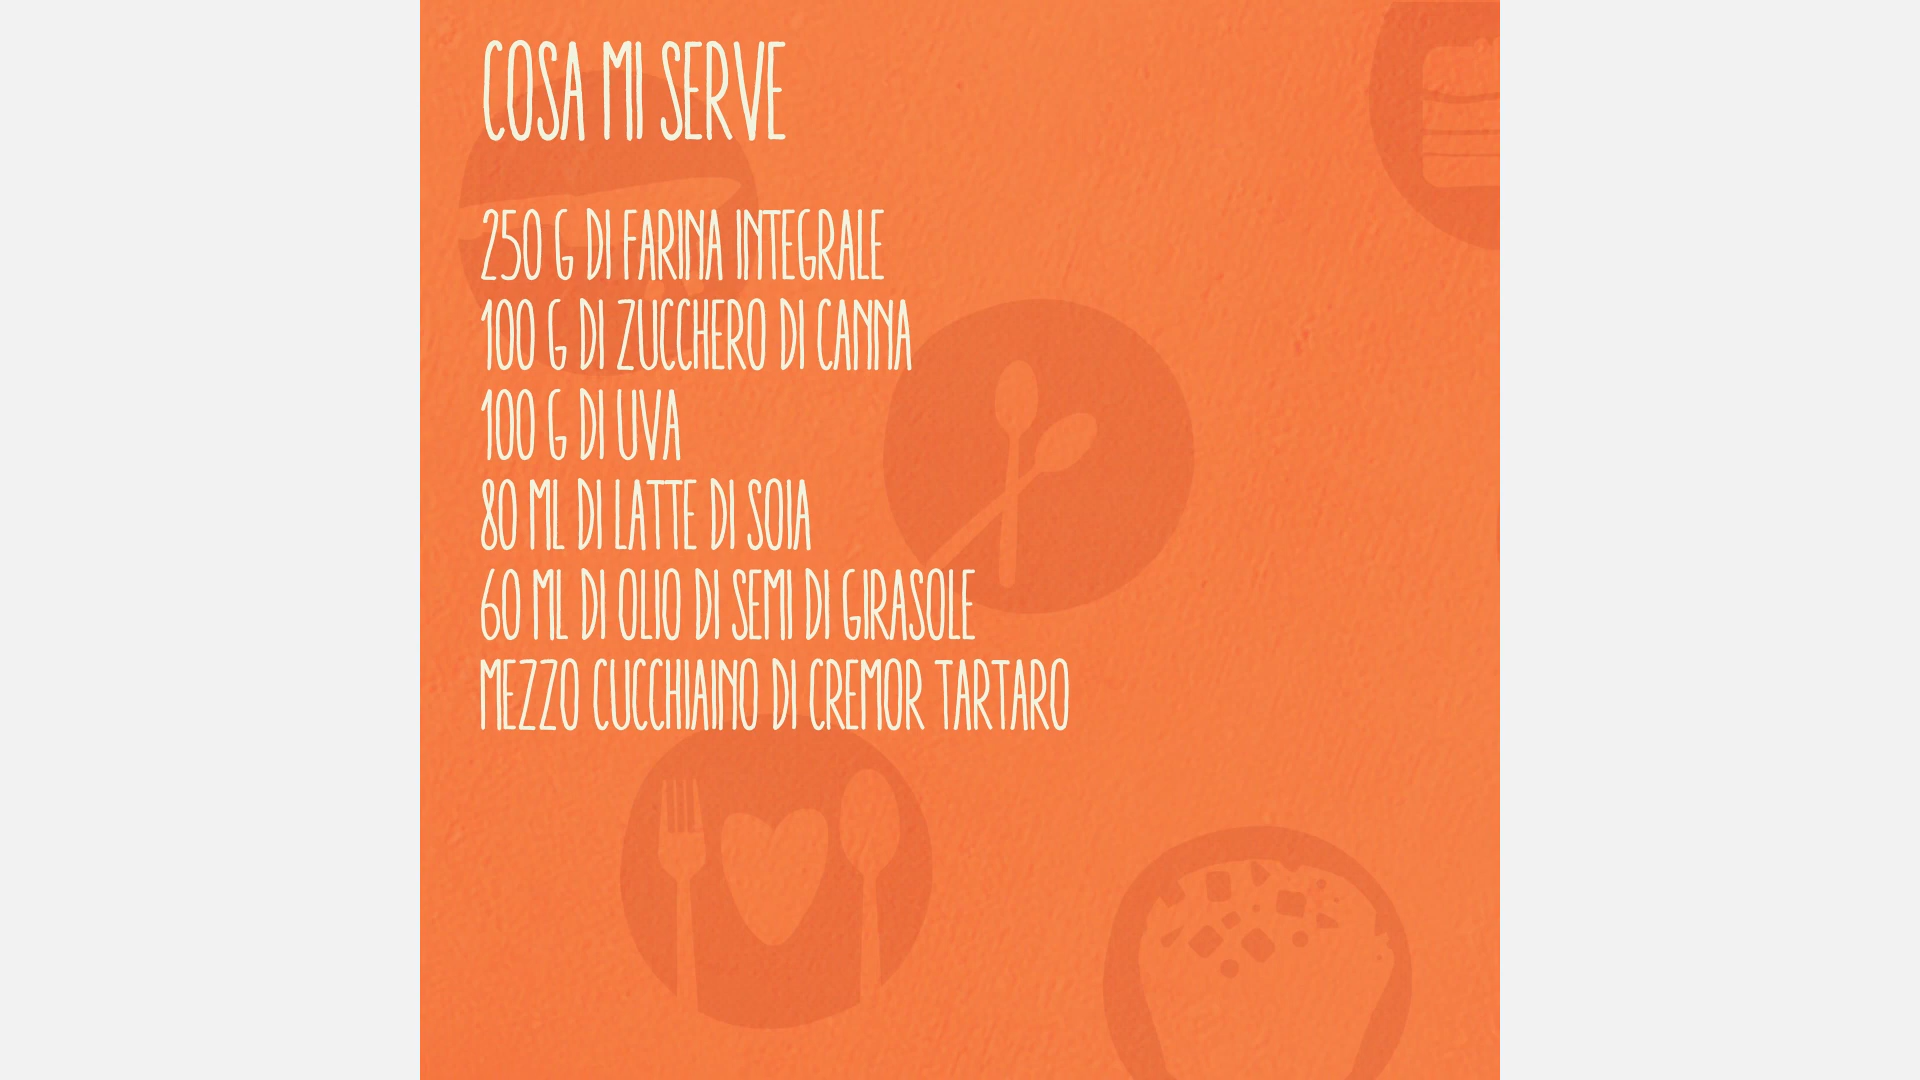 COSA MI SERVE
250 G DI FARINA INTEGRALE
100 G DI ZUCCHERO DI CANNA
100 G DI UVA
80 ML DI LATTE DI SOIA
60 ML DI OLIO DI SEMI DI GIRASOLE
MEZZO CUCCHIAINO DI CREMOR TARTARO